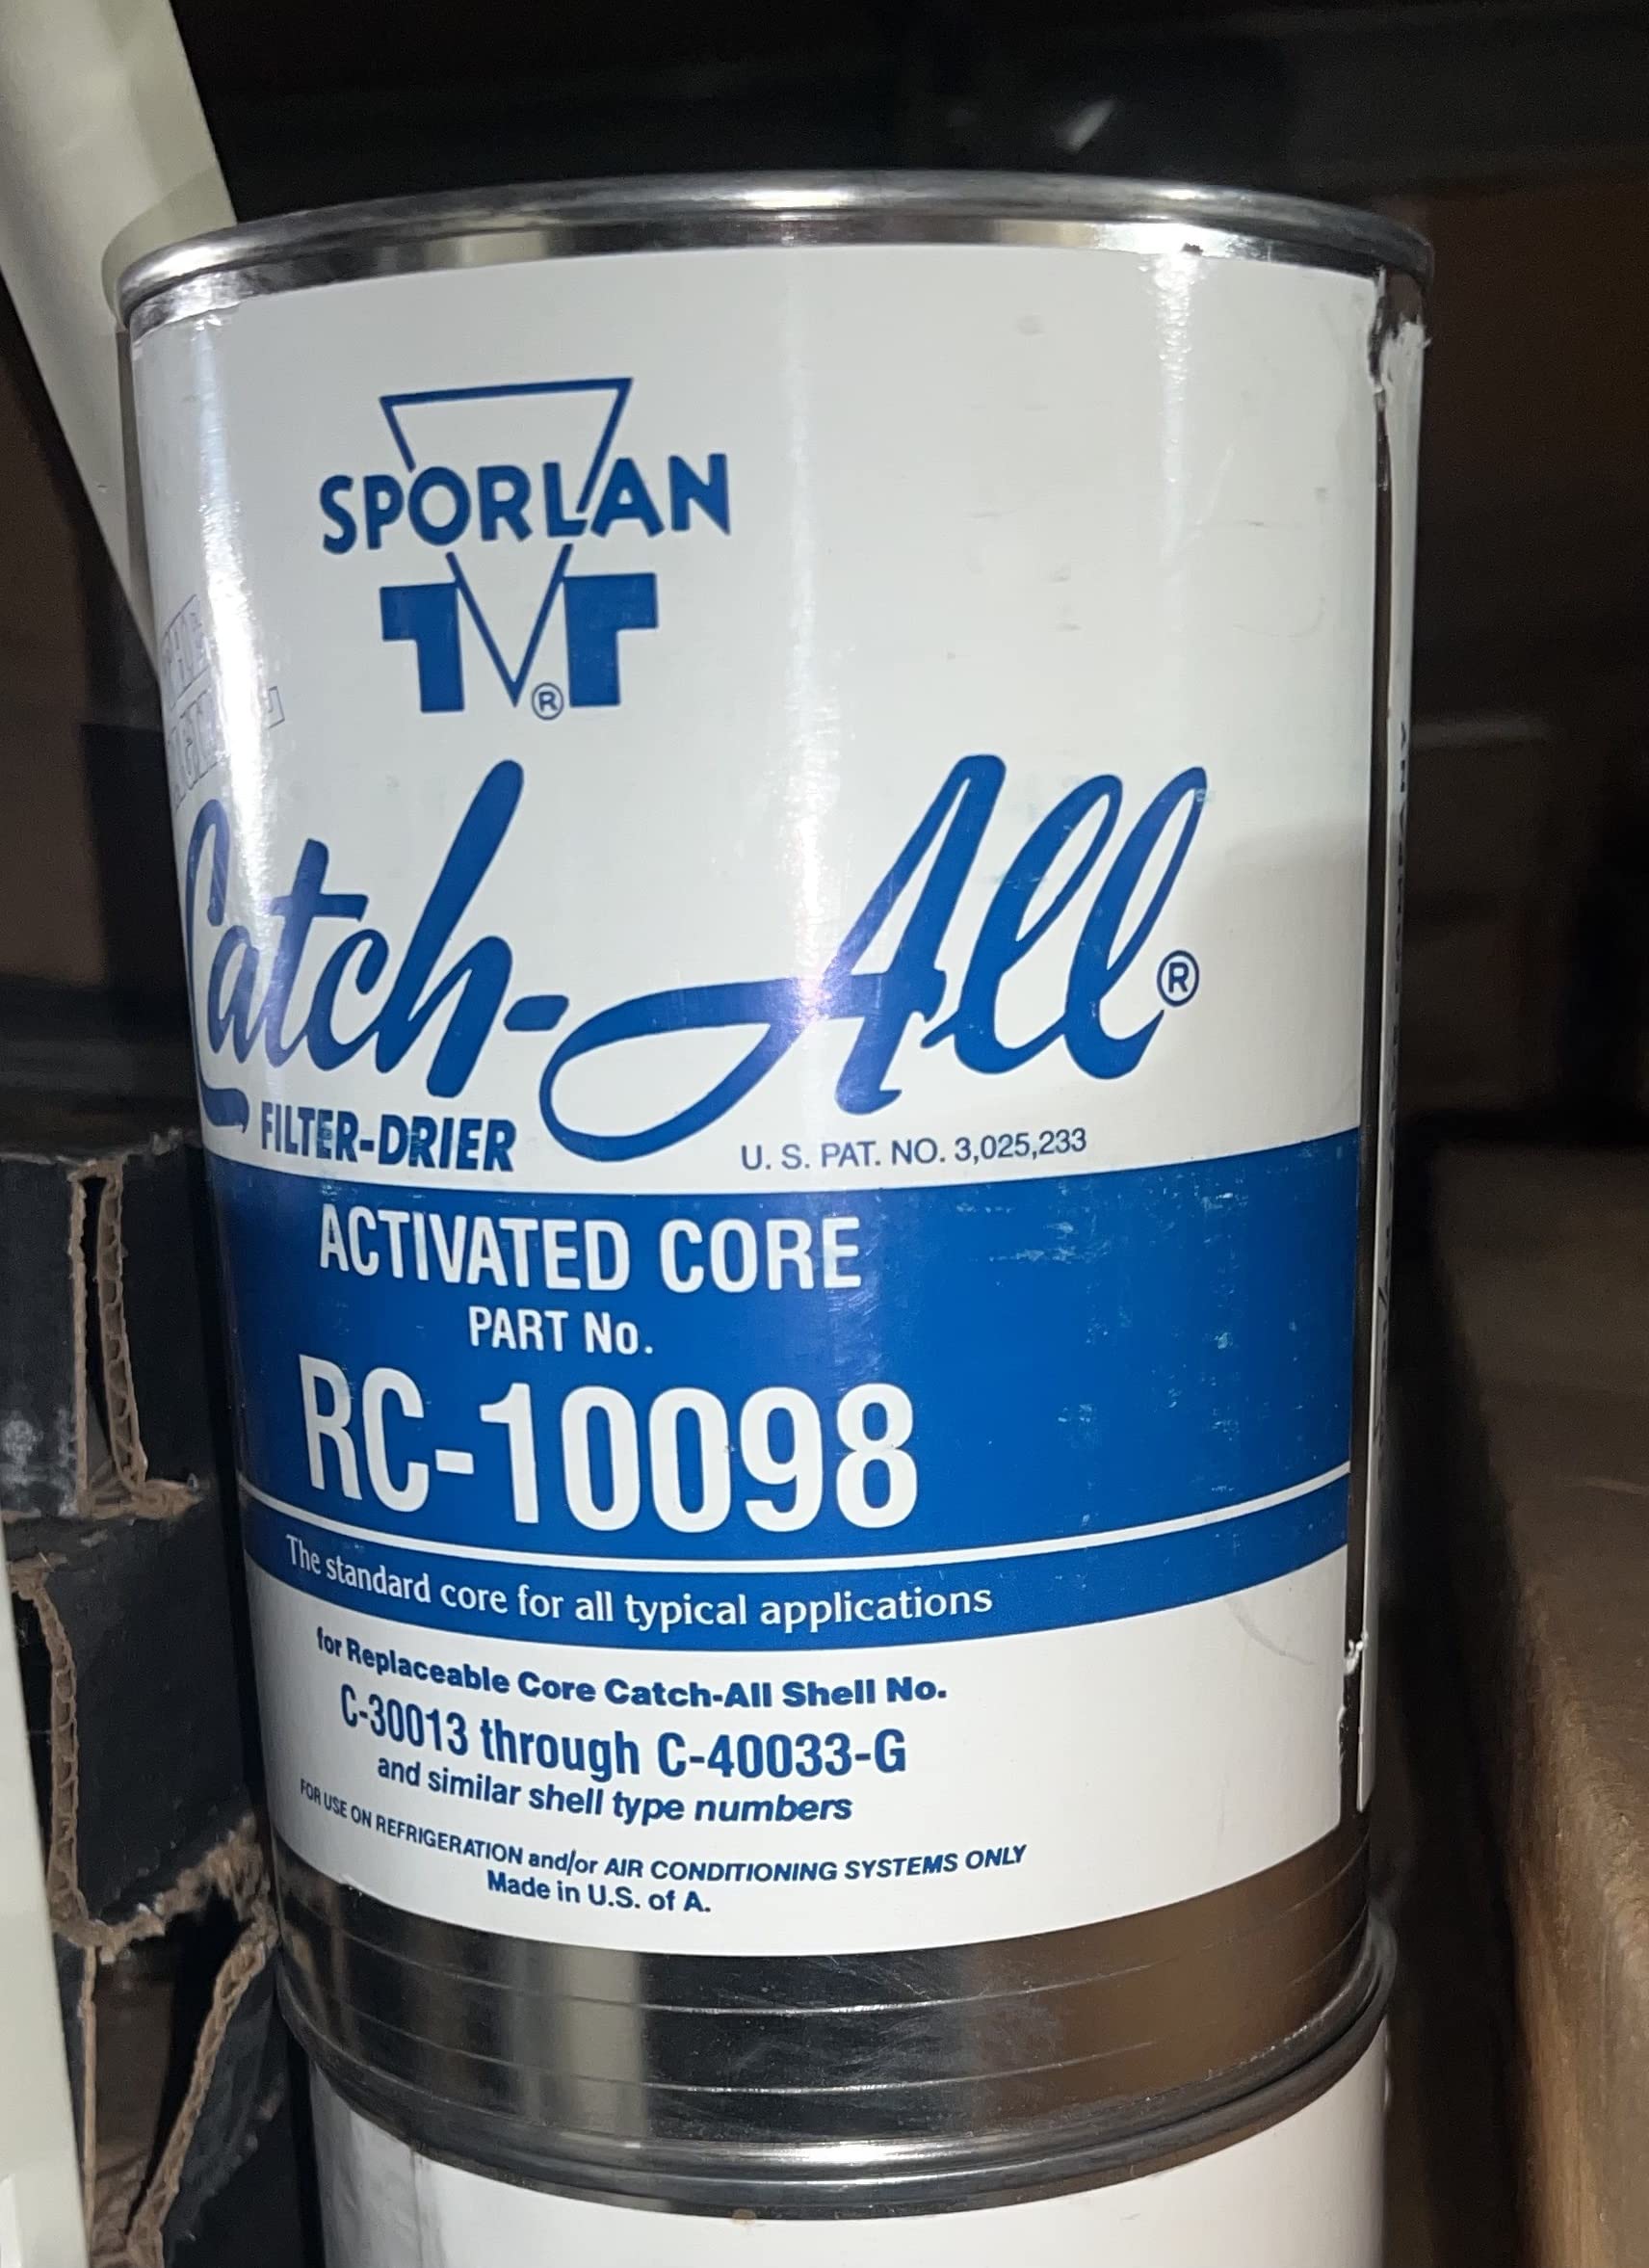 SPORLAN
®
Catch-All®
FILTER-DRIER
U. S. PAT. NO. 3,025,233
ACTIVATED CORE
PART No.
RC-10098
The standard core for all typical applications
for Replaceable Core Catch-All Shell No.
C-30013 through C-40033-G
and similar shell type numbers
FOR USE ON REFRIGERATION and/or AIR CONDITIONING SYSTEMS ONLY
Made in U.S. of A.